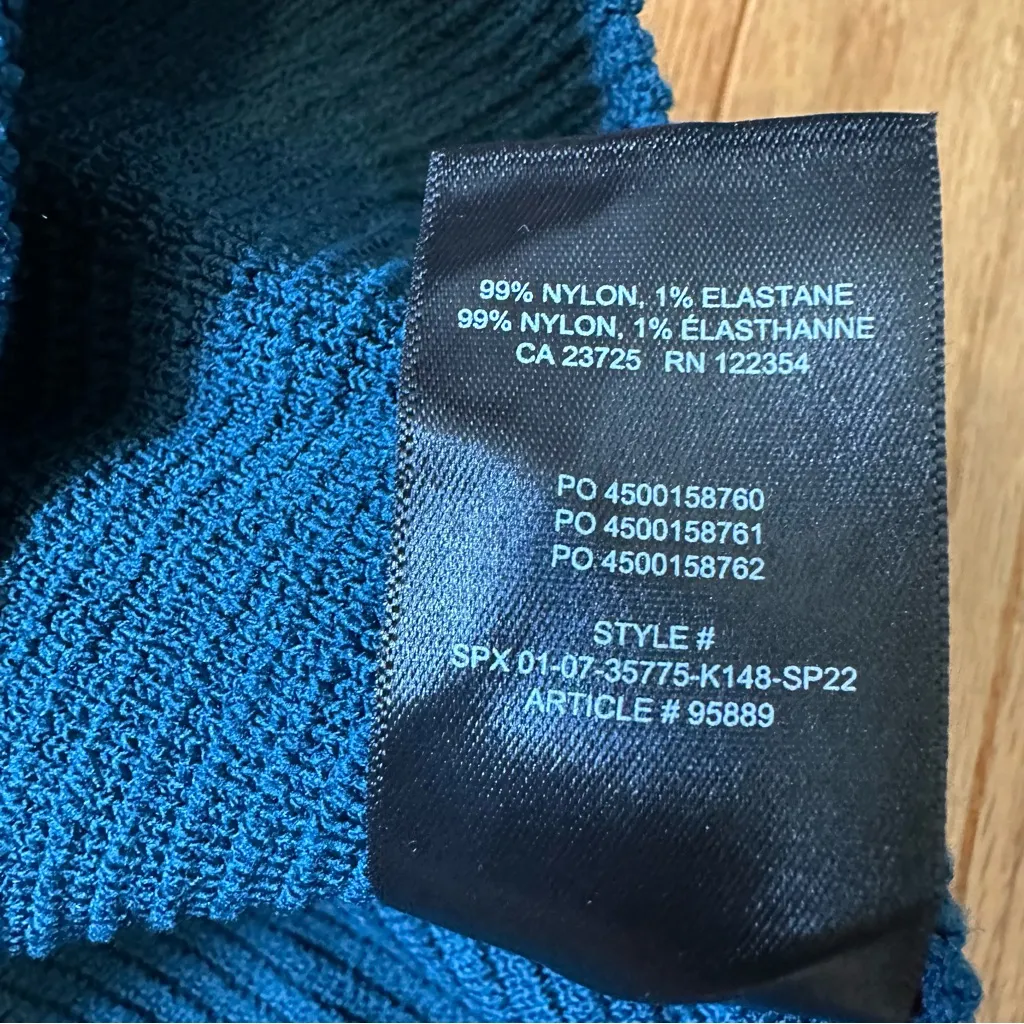 99% NYLON, 1% ELASTANE
99% NYLON, 1% ÉLASTHANNE
CA 23725 RN 122354
PO 4500158760
PO 4500158761
PO 4500158762
STYLE #
SPX 01-07-35775-K148-SP22
ARTICLE # 95889